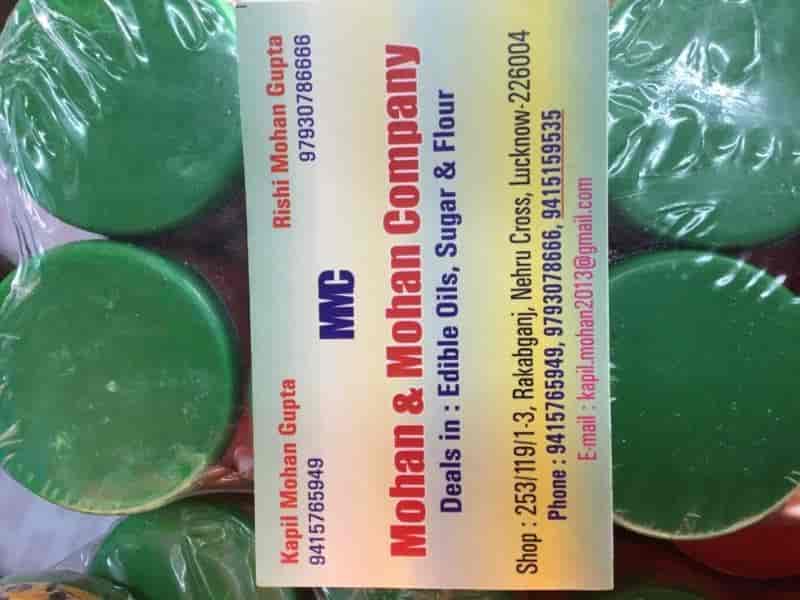 Kapil Mohan Gupta
9415765949
Rishi Mohan Gupta
97930786666
MMC
Mohan & Mohan Company
Deals in : Edible Oils, Sugar & Flour
Shop : 253/119/1-3, Rakabganj, Nehru Cross, Lucknow-226004
Phone : 9415765949, 9793078666, 9415159535
E-mail : kapil.mohan2013@gmail.com